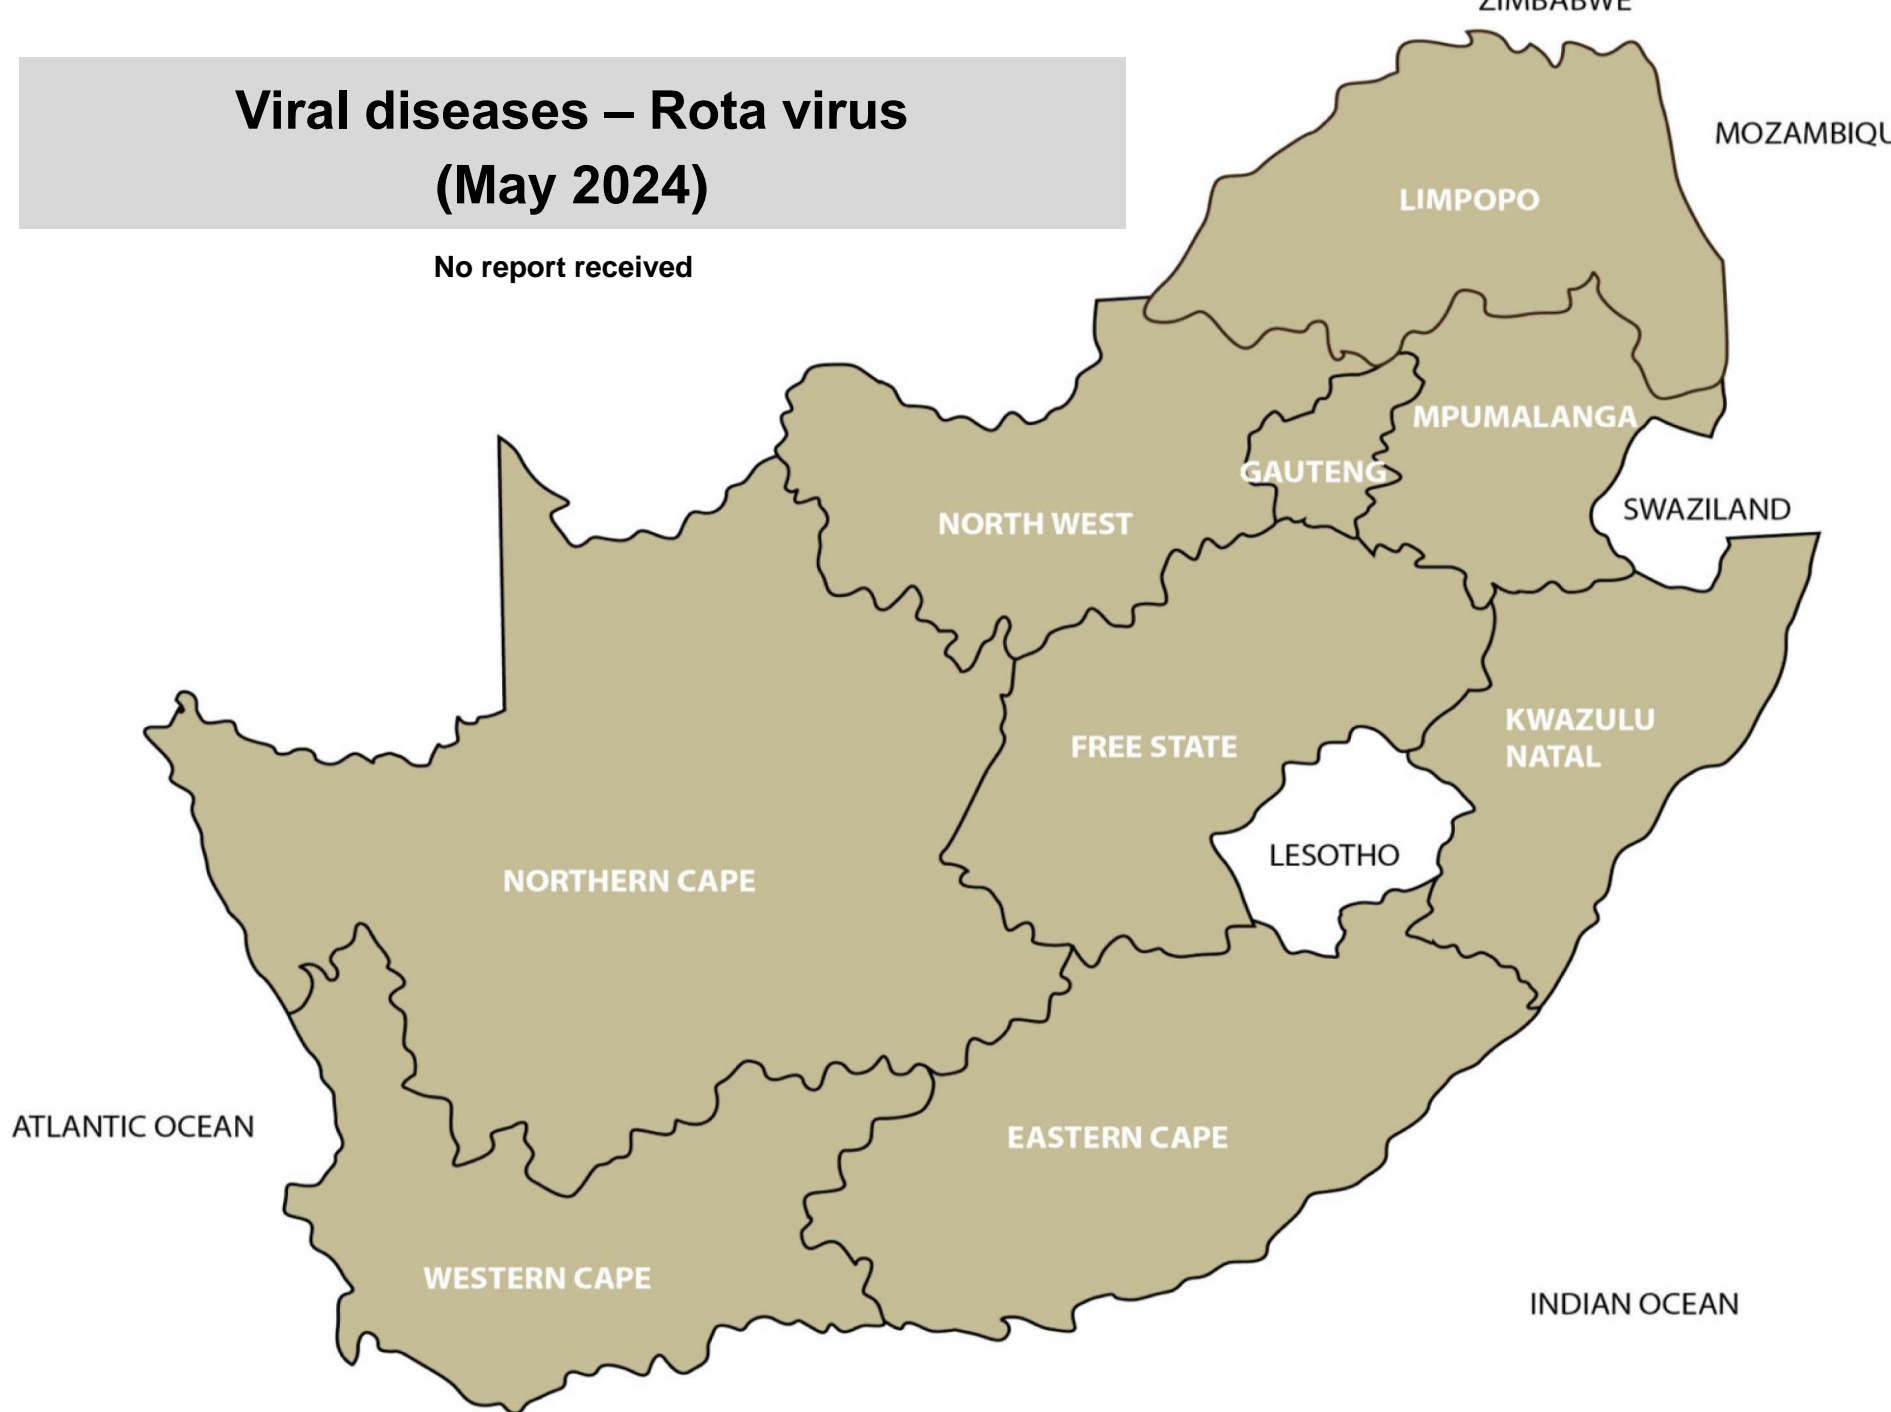 ZIMBABWE
Viral diseases – Rota virus
(May 2024)
MOZAMBIQU
LIMPOPO
No report received
MPUMALANGA
GAUTENG
SWAZILAND
NORTH WEST
KWAZULU
NATAL
FREE STATE
LESOTHO
NORTHERN CAPE
ATLANTIC OCEAN
EASTERN CAPE
WESTERN CAPE
INDIAN OCEAN